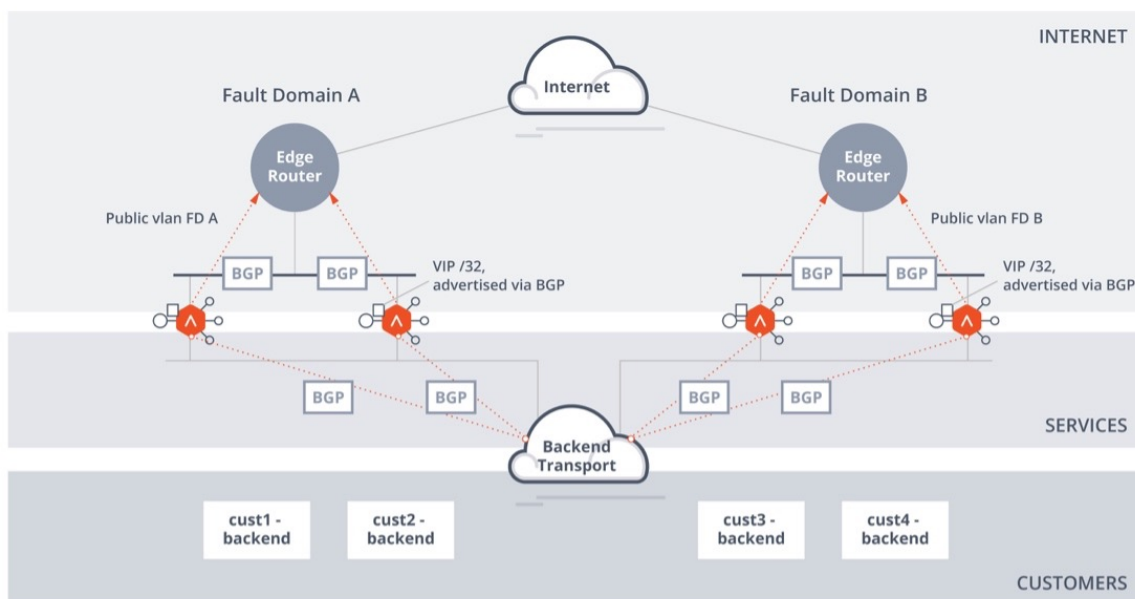 INTERNET
Internet
Fault Domain A
Fault Domain B
Edge
Router
Edge
Router
Public vlan FD A
Public vlan FD B
BGP
BGP
VIP /32,
advertised via BGP
BGP
BGP
VIP /32,
advertised via BGP
BGP
BGP
BGP
BGP
SERVICES
Backend
Transport
cust1 -
backend
cust2 -
backend
cust3 -
backend
cust4 -
backend
CUSTOMERS